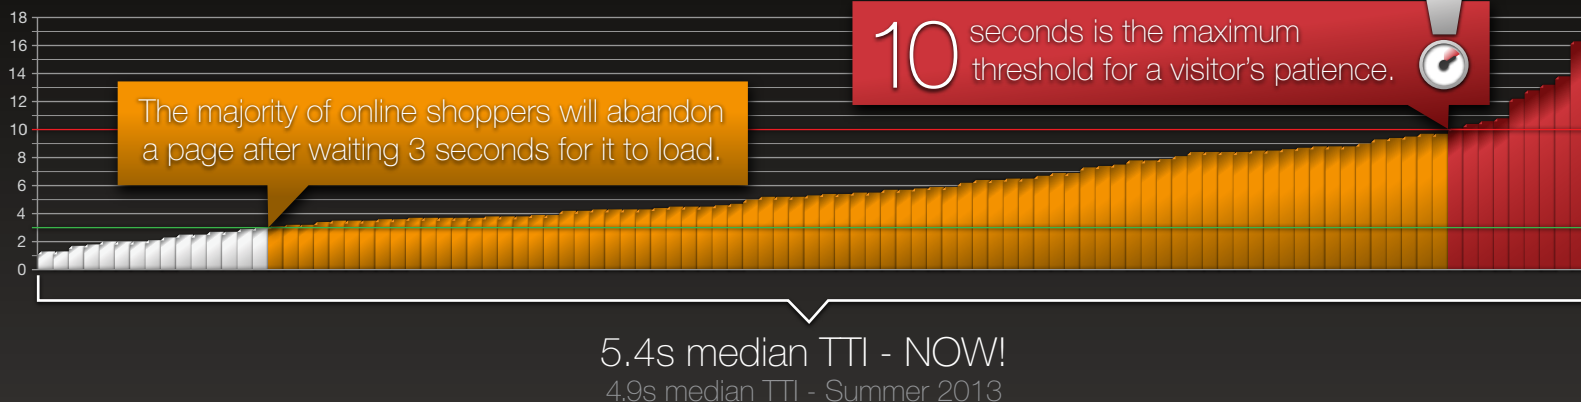 18
16
14
12
10
8
6
4
2
0
The majority of online shoppers will abandon
a page after waiting 3 seconds for it to load.
10 seconds is the maximum
threshold for a visitor's patience.
5.4s median TTI - NOW!
4.9s median TTI - Summer 2013